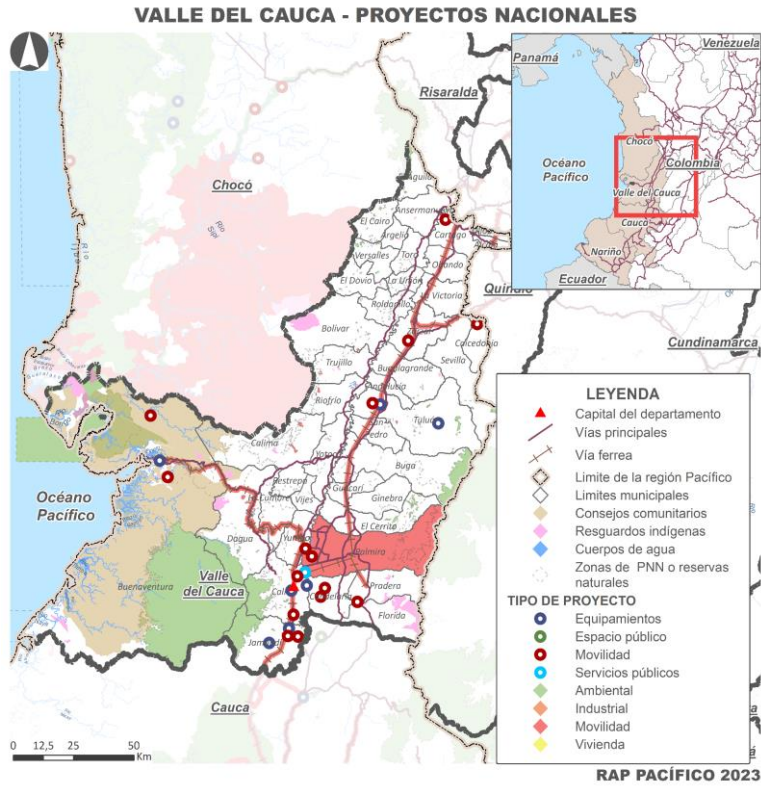 VALLE DEL CAUCA - PROYECTOS NACIONALES
Panamá
Venezuela
Chocó
Océano
Pacífico
Colombia
Valle del Cauca
Cauca
Nariño
Ecuador
Risaralda
Chocó
Rio
Sipi
Aguila
Ansermanuevo
El Cairo
Cartago
Argelia
Versalles
Toro
Obando
El Dovio
La Unión
La Victoria
Roldanillo
Quindío
Zarzal
Caicedonia
Cundinamarca
Bolívar
Sevilla
Trujillo
Bugalagrande
Andalucía
Riofrío
Tuluá
San
Pedro
Calima
Yotoco
Buga
Restrepo
Guacarí
La Cumbre
Vijes
Ginebra
El Cerrito
Océano
Pacífico
Dagua
Yumbo
Palmira
Buenaventura
Valle
del Cauca
Cali
Candelaria
Pradera
Florida
Jamundí
Cauca
LEYENDA
Capital del departamento
Vías principales
Vía ferrea
Limite de la región Pacífico
Limites municipales
Consejos comunitarios
Resguardos indígenas
Cuerpos de agua
Zonas de PNN o reservas
naturales
TIPO DE PROYECTO
Equipamientos
Espacio público
Movilidad
Servicios públicos
Ambiental
Industrial
Movilidad
Vivienda
0 12,5 25 50
Km
RAP PACÍFICO 2023